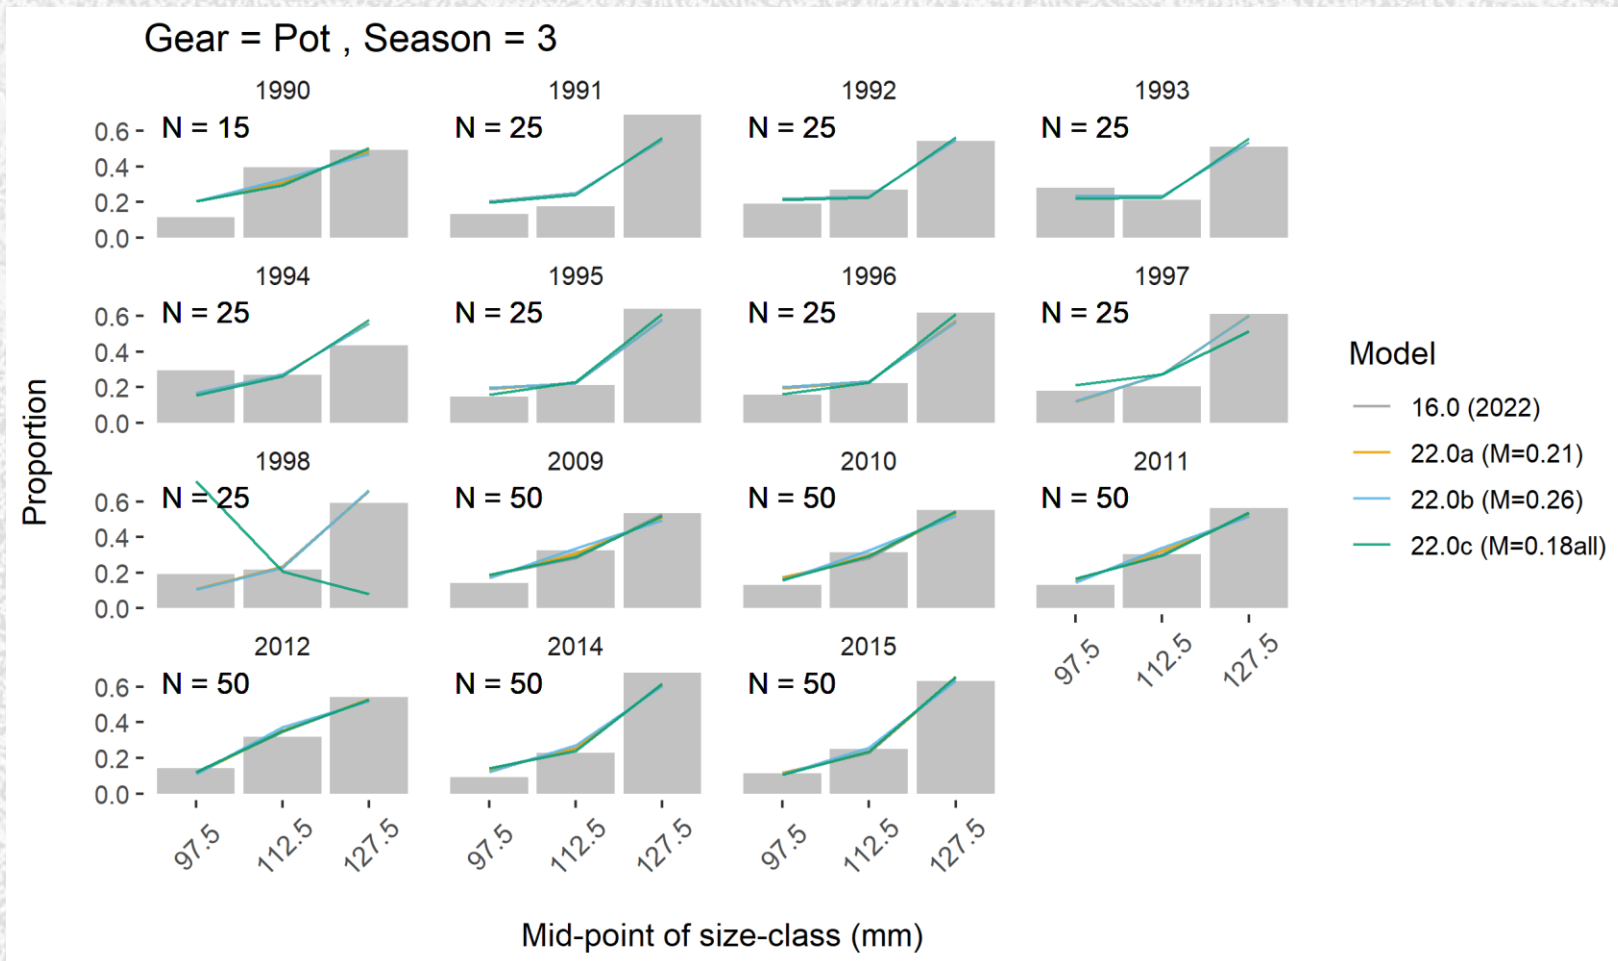 Gear = Pot , Season = 3
1990 1991 1992 1993
N = 15 N = 25 N = 25 N = 25
0.6
0.4
0.2
0.0
1994 1995 1996 1997
N = 25 N = 25 N = 25 N = 25
0.6
0.4
0.2
0.0
1998 2009 2010 2011
N = 25 N = 50 N = 50 N = 50
0.6
0.4
0.2
0.0
2012 2014 2015
N = 50 N = 50 N = 50
0.6
0.4
0.2
0.0
97.5 112.5 127.5
97.5 112.5 127.5 97.5 112.5 127.5 97.5 112.5 127.5
Proportion
Mid-point of size-class (mm)
Model
16.0 (2022)
22.0a (M=0.21)
22.0b (M=0.26)
22.0c (M=0.18all)